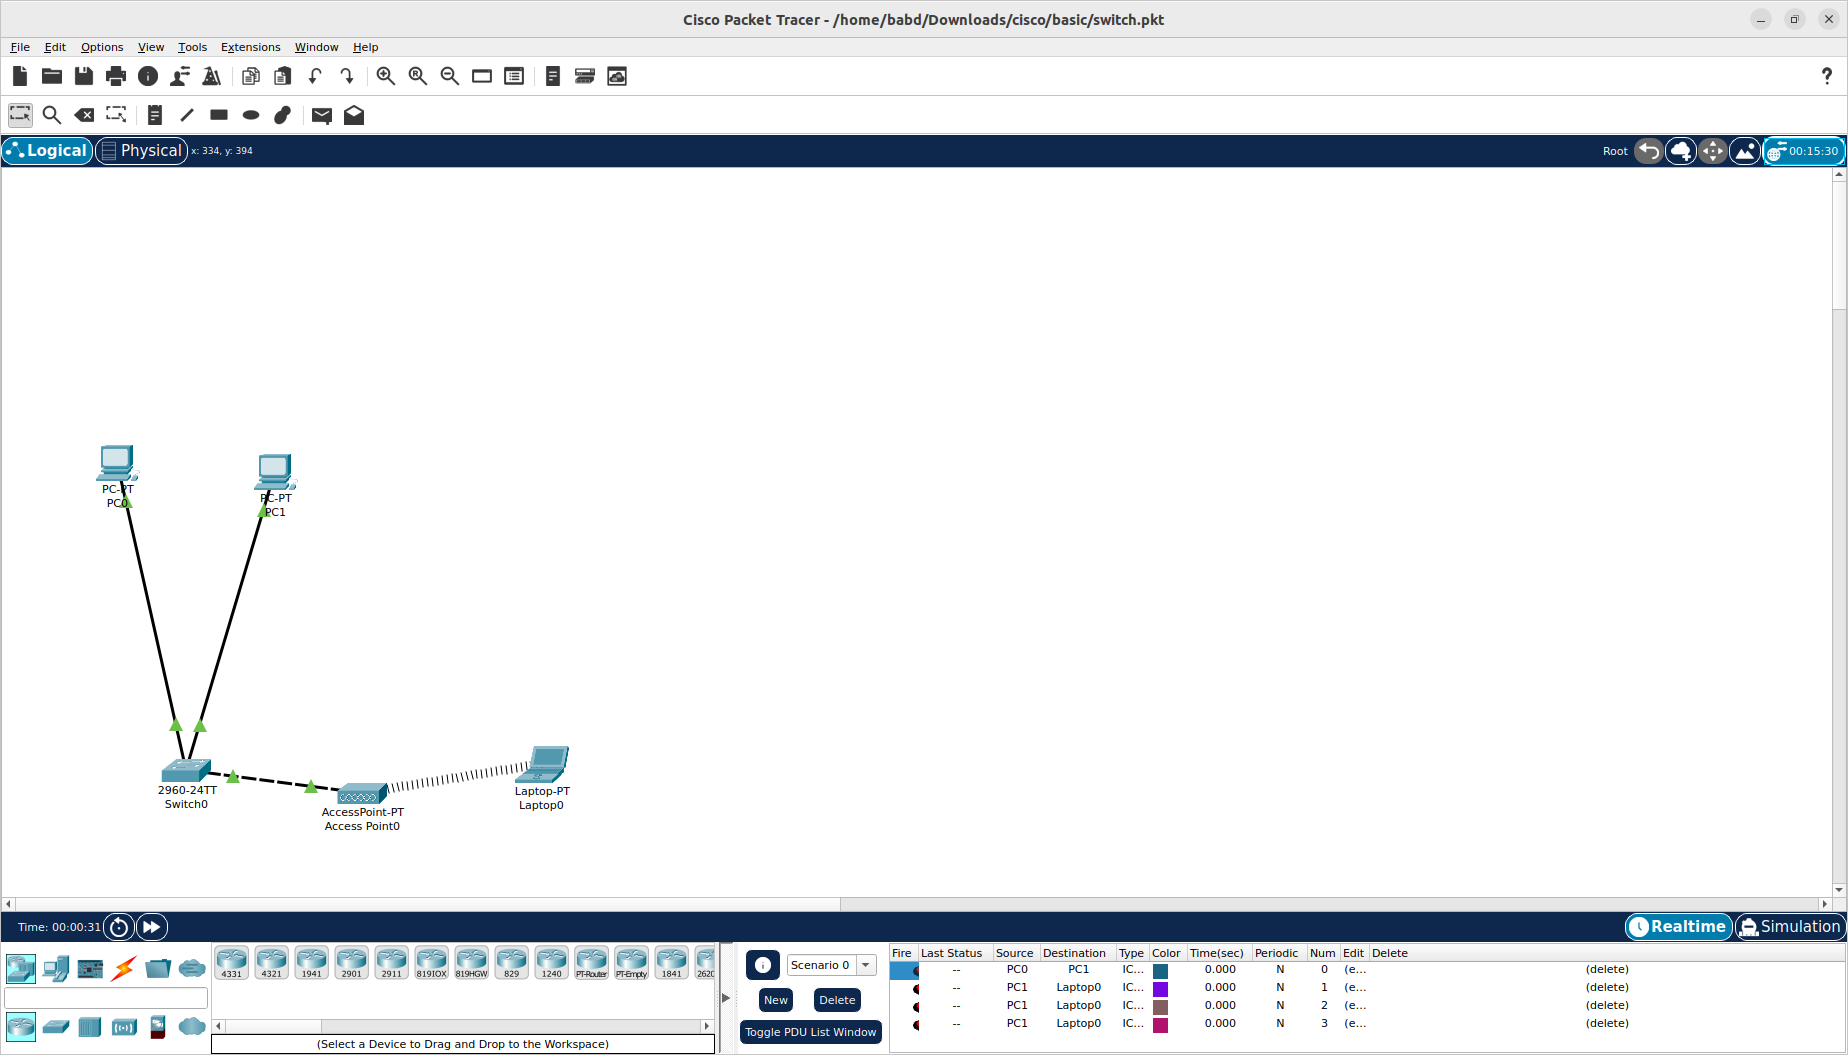 Cisco Packet Tracer - /home/babd/Downloads/cisco/basic/switch.pkt
File Edit Options View Tools Extensions Window Help
Logical Physical x: 334, y: 394 Root 00:15:30
PC-PT
PC0
PC-PT
PC1
2960-24TT
Switch0
AccessPoint-PT
Access Point0
Laptop-PT
Laptop0
Time: 00:00:31 Realtime Simulation
4331 4321 1941 2901 2911 819IOX 819HGW 829 1240 PT-Router PT-Empty 1841 2620
(Select a Device to Drag and Drop to the Workspace)
Scenario 0
New Delete
Toggle PDU List Window
Fire Last Status Source Destination Type Color Time(sec) Periodic Num Edit Delete
-- PC0 PC1 IC... 0.000 N 0 (e... (delete)
-- PC1 Laptop0 IC... 0.000 N 1 (e... (delete)
-- PC1 Laptop0 IC... 0.000 N 2 (e... (delete)
-- PC1 Laptop0 IC... 0.000 N 3 (e... (delete)